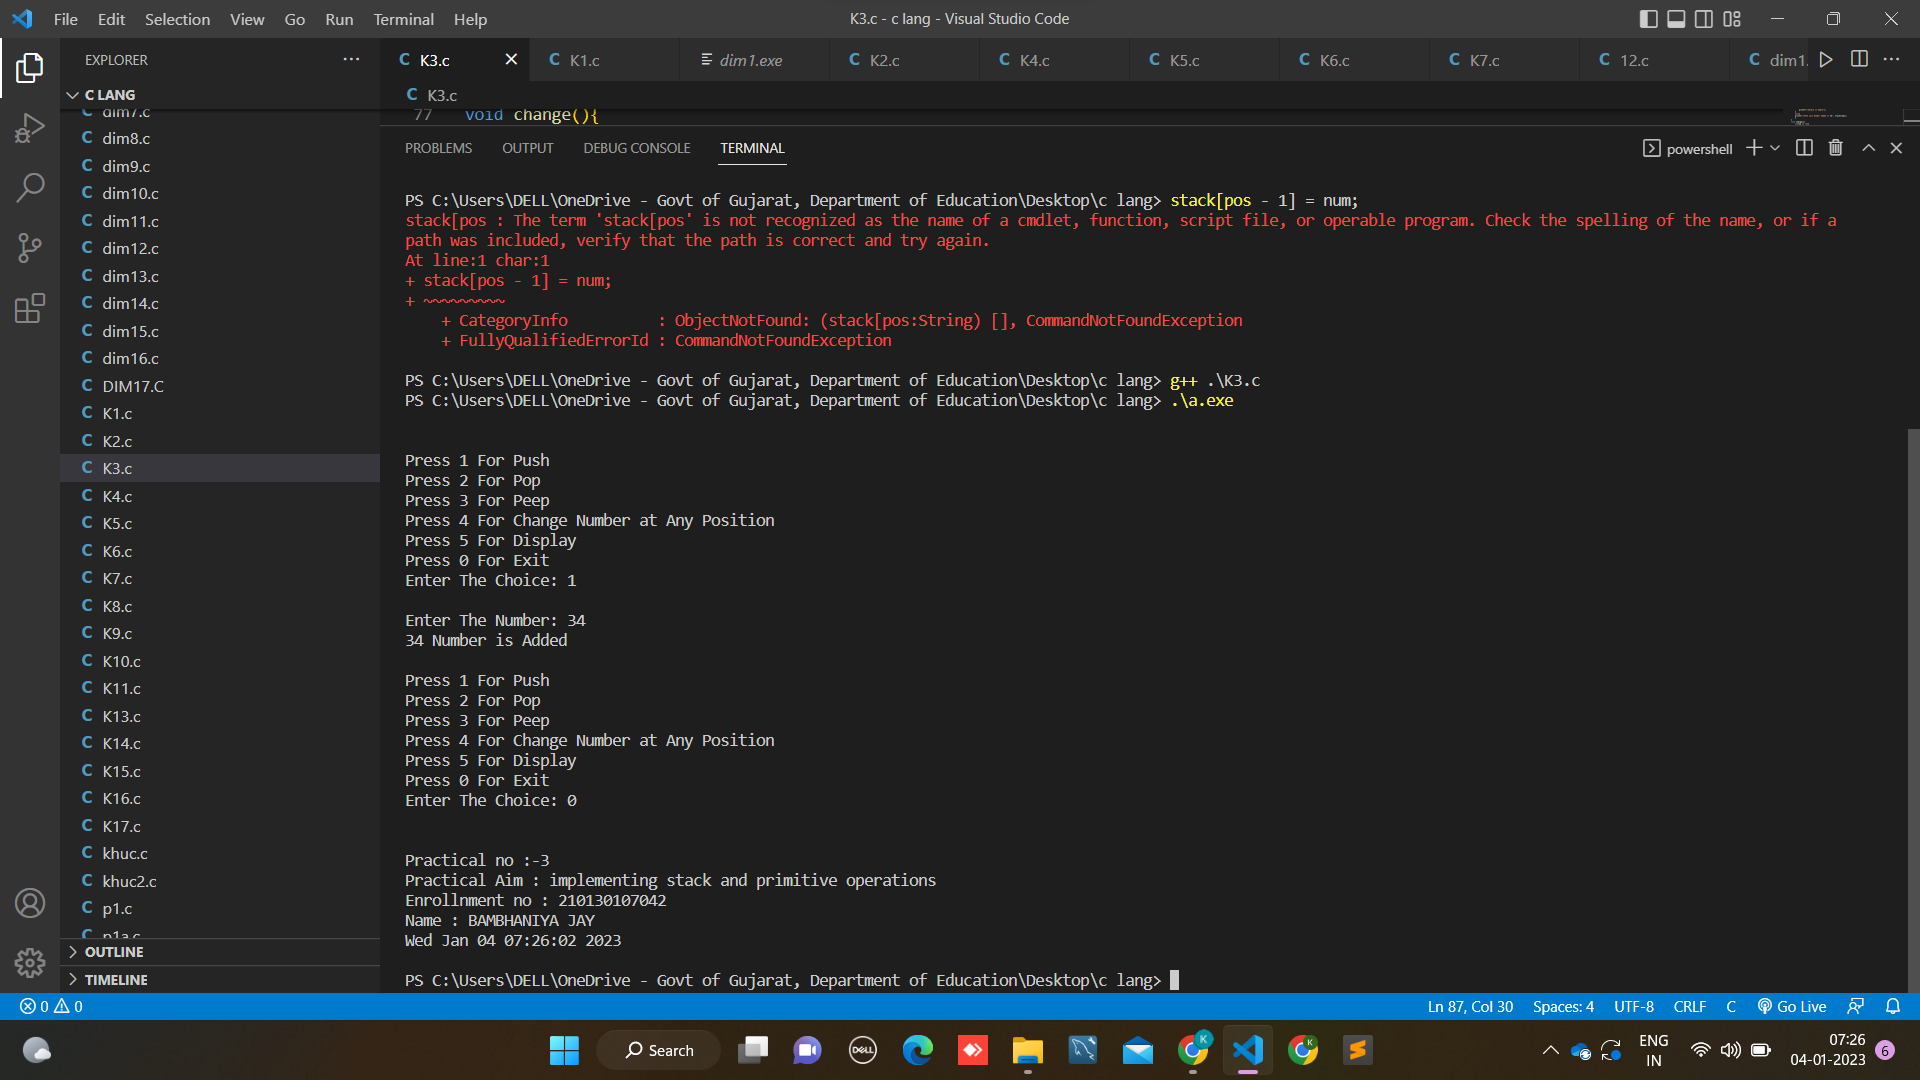 File Edit Selection View Go Run Terminal Help
K3.c - c lang - Visual Studio Code
EXPLORER
C LANG
dim7.c
dim8.c
dim9.c
dim10.c
dim11.c
dim12.c
dim13.c
dim14.c
dim15.c
dim16.c
DIM17.C
K1.c
K2.c
K3.c
K4.c
K5.c
K6.c
K7.c
K8.c
K9.c
K10.c
K11.c
K13.c
K14.c
K15.c
K16.c
K17.c
khuc.c
khuc2.c
p1.c
p1a.c
OUTLINE
TIMELINE
K3.c K1.c dim1.exe K2.c K4.c K5.c K6.c K7.c 12.c dim1.
K3.c
77 void change(){
PROBLEMS OUTPUT DEBUG CONSOLE TERMINAL
powershell
PS C:\Users\DELL\OneDrive - Govt of Gujarat, Department of Education\Desktop\c lang> stack[pos - 1] = num;
stack[pos : The term 'stack[pos' is not recognized as the name of a cmdlet, function, script file, or operable program. Check the spelling of the name, or if a
path was included, verify that the path is correct and try again.
At line:1 char:1
+ stack[pos - 1] = num;
+ ~~~~~~~~~
+ CategoryInfo : ObjectNotFound: (stack[pos:String) [], CommandNotFoundException
+ FullyQualifiedErrorId : CommandNotFoundException
PS C:\Users\DELL\OneDrive - Govt of Gujarat, Department of Education\Desktop\c lang> g++ .\K3.c
PS C:\Users\DELL\OneDrive - Govt of Gujarat, Department of Education\Desktop\c lang> .\a.exe
Press 1 For Push
Press 2 For Pop
Press 3 For Peep
Press 4 For Change Number at Any Position
Press 5 For Display
Press 0 For Exit
Enter The Choice: 1
Enter The Number: 34
34 Number is Added
Press 1 For Push
Press 2 For Pop
Press 3 For Peep
Press 4 For Change Number at Any Position
Press 5 For Display
Press 0 For Exit
Enter The Choice: 0
Practical no :-3
Practical Aim : implementing stack and primitive operations
Enrollnment no : 210130107042
Name : BAMBHANIYA JAY
Wed Jan 04 07:26:02 2023
PS C:\Users\DELL\OneDrive - Govt of Gujarat, Department of Education\Desktop\c lang>
0 0
Ln 87, Col 30 Spaces: 4 UTF-8 CRLF C Go Live
Search
DELL
K
K
ENG
IN
07:26
04-01-2023
6